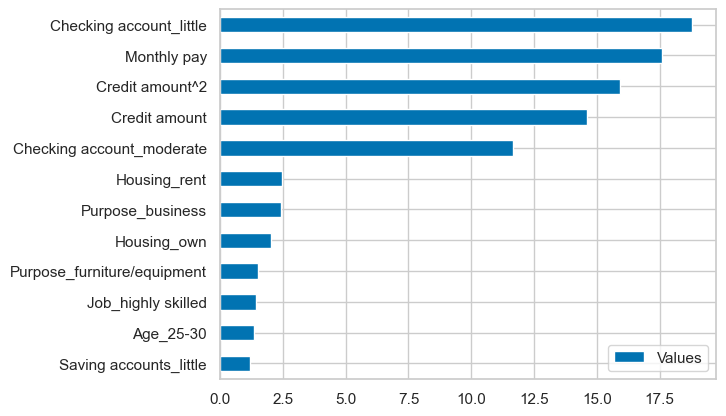 Checking account_little
Monthly pay
Credit amount^2
Credit amount
Checking account_moderate
Housing_rent
Purpose_business
Housing_own
Purpose_furniture/equipment
Job_highly skilled
Age_25-30
Saving accounts_little
Values
0.0 2.5 5.0 7.5 10.0 12.5 15.0 17.5